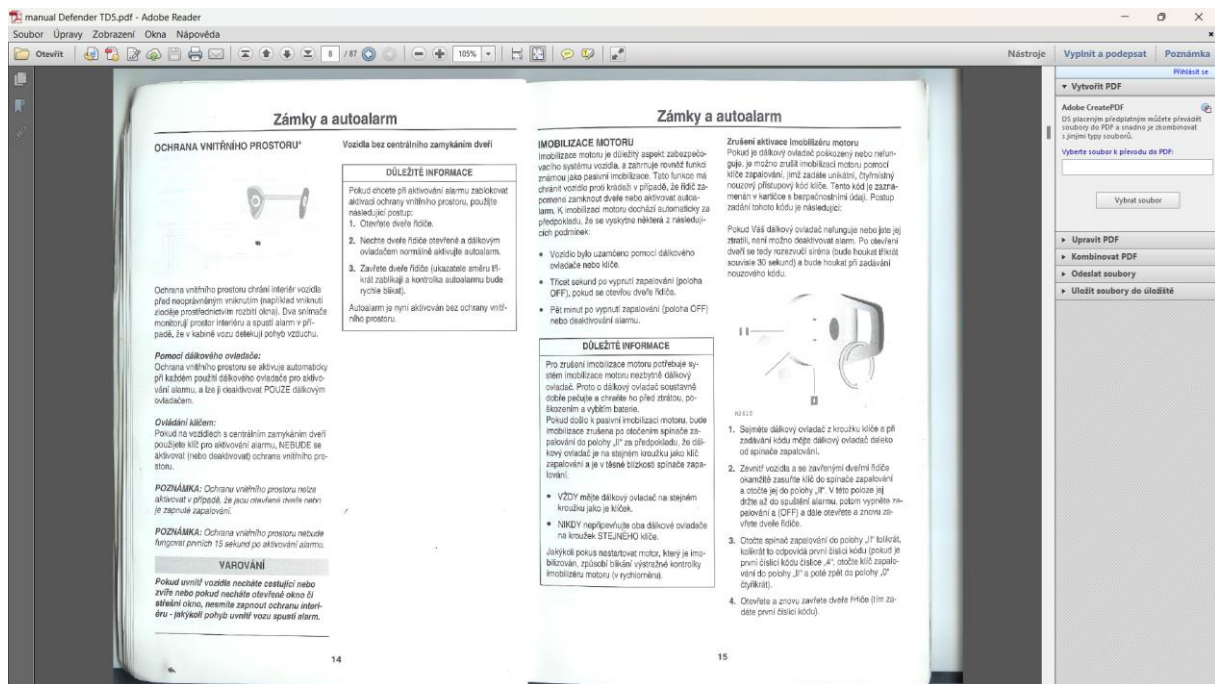 manual Defender TD5.pdf - Adobe Reader
Soubor Úpravy Zobrazení Okna Nápověda
Otevřít
8 / 87
105%
Nástroje
Vyplnit a podepsat
Poznámka
Zámky a autoalarm
OCHRANA VNITŘNÍHO PROSTORU*
Ochrana vnitřního prostoru chrání interiér vozidla
před neoprávněným vniknutím (například vniknutí
zloděje prostřednictvím rozbití okna). Dva snímače
monitorují prostor interiéru a spustí alarm v pří-
padě, že v kabině vozu detekují pohyb vzduchu.
Pomocí dálkového ovladače:
Ochrana vnitřního prostoru se aktivuje automaticky
při každém použití dálkového ovladače pro aktivo-
vání alarmu, a lze ji deaktivovat POUZE dálkovým
ovladačem.
Ovládání klíčem:
Pokud na vozidlech s centrálním zamykáním dveří
použijete klíč pro aktivování alarmu, NEBUDE se
aktivovat (nebo deaktivovat) ochrana vnitřního pro-
storu.
POZNÁMKA: Ochranu vnitřního prostoru nelze
aktivovat v případě, že jsou otevřené dveře nebo
je zapnuté zapalování.
POZNÁMKA: Ochrana vnitřního prostoru nebude
fungovat prvních 15 sekund po aktivování alarmu.
VAROVÁNÍ
Pokud uvnitř vozidla necháte cestující nebo
zvíře nebo pokud necháte otevřené okno či
střešní okno, nesmíte zapnout ochranu interi-
éru - jakýkoli pohyb uvnitř vozu spustí alarm.
Vozidla bez centrálního zamykání dveří
DŮLEŽITÉ INFORMACE
Pokud chcete při aktivování alarmu zablokovat
aktivaci ochrany vnitřního prostoru, použijte
následující postup:
1. Otevřete dveře řidiče.
2. Nechte dveře řidiče otevřené a dálkovým
ovladačem normálně aktivujte autoalarm.
3. Zavřete dveře řidiče (ukazatele směru tři-
krát zablikají a kontrolka autoalarmu bude
rychle blikat).
Autoalarm je nyní aktivován bez ochrany vnitř-
ního prostoru.
14
Zámky a autoalarm
IMOBILIZACE MOTORU
Imobilizace motoru je důležitý aspekt zabezpečo-
vacího systému vozidla, a zahrnuje rovněž funkci
známou jako pasivní imobilizace. Tato funkce má
chránit vozidlo proti krádeži v případě, že řidič za-
pomene zamknout dveře nebo aktivovat autoa-
larm. K imobilizaci motoru dochází automaticky za
předpokladu, že se vyskytne některá z následují-
cích podmínek:
• Vozidlo bylo uzamčeno pomocí dálkového
ovladače nebo klíče.
• Třicet sekund po vypnutí zapalování (poloha
OFF), pokud se otevřou dveře řidiče.
• Pět minut po vypnutí zapalování (poloha OFF)
nebo deaktivování alarmu.
DŮLEŽITÉ INFORMACE
Pro zrušení imobilizace motoru potřebuje sy-
stém imobilizace motoru nezbytně dálkový
ovladač. Proto o dálkový ovladač soustavně
dobře pečujte a chraňte ho před ztrátou, po-
škozením a vybitím baterie.
Pokud došlo k pasivní imobilizaci motoru, bude
imobilizace zrušena po otočením spínače za-
palování do polohy „II" za předpokladu, že dál-
kový ovladač je na stejném kroužku jako klíč
zapalování a je v těsné blízkosti spínače zapa-
lování.
• VŽDY mějte dálkový ovladač na stejném
kroužku jako je klíček.
• NIKDY nepřipevňujte oba dálkové ovladače
na kroužek STEJNÉHO klíče.
Jakýkoli pokus nastartovat motor, který je imo-
bilizován, způsobí blikání výstražné kontrolky
imobilizéru motoru (v rychloměru).
Zrušení aktivace imobilizéru motoru
Pokud je dálkový ovladač poškozený nebo nefun-
guje, je možno zrušit imobilizaci motoru pomocí
klíče zapalování, jímž zadáte unikátní, čtyřmístný
nouzový přístupový kód klíče. Tento kód je zazna-
menán v kartičce s bezpečnostními údaji. Postup
zadání tohoto kódu je následující:
Pokud Váš dálkový ovladač nefunguje nebo jste jej
ztratili, není možno deaktivovat alarm. Po otevření
dveří se tedy rozezvučí siréna (bude houkat třikrát
souvisle 30 sekund) a bude houkat při zadávání
nouzového kódu.
II
0
1. Sejměte dálkový ovladač z kroužku klíče a při
zadávání kódu mějte dálkový ovladač daleko
od spínače zapalování.
2. Zevnitř vozidla a se zavřenými dveřmi řidiče
okamžitě zasuňte klíč do spínače zapalování
a otočte jej do polohy „II". V této poloze jej
držte až do spuštění alarmu, potom vypněte za-
palování a (OFF) a dále otevřete a znovu za-
vřete dveře řidiče.
3. Otočte spínač zapalování do polohy „II" tolikrát,
kolikrát to odpovídá první číslici kódu (pokud je
první číslicí kódu číslice „4", otočte klíč zapalo-
vání do polohy „II" a poté zpět do polohy „0"
čtyřikrát).
4. Otevřete a znovu zavřete dveře řidiče (tím za-
dáte první číslici kódu).
15
Přihlásit se
Vytvořit PDF
Adobe CreatePDF
DS placeným předplatným můžete převádět
soubory do PDF a snadno je zkombinovat
s jinými typy souborů.
Vyberte soubor k převodu do PDF:
Vybrat soubor
Upravit PDF
Kombinovat PDF
Odeslat soubory
Uložit soubory do úložiště